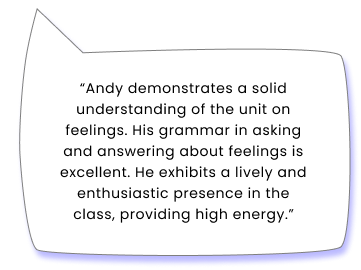 “Andy demonstrates a solid
understanding of the unit on
feelings. His grammar in asking
and answering about feelings is
excellent. He exhibits a lively and
enthusiastic presence in the
class, providing high energy.”